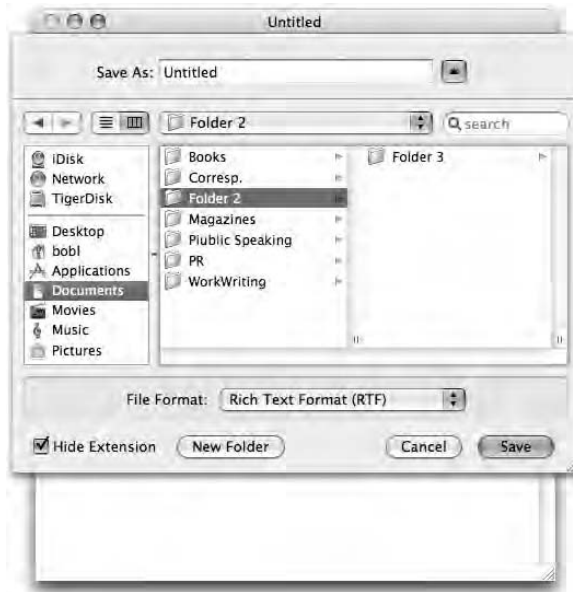 Untitled
Save As: Untitled
Folder 2
search
iDisk
Network
TigerDisk
Desktop
bobl
Applications
Documents
Movies
Music
Pictures
Books
Corresp.
Folder 2
Magazines
Piublic Speaking
PR
WorkWriting
Folder 3
File Format: Rich Text Format (RTF)
Hide Extension New Folder Cancel Save